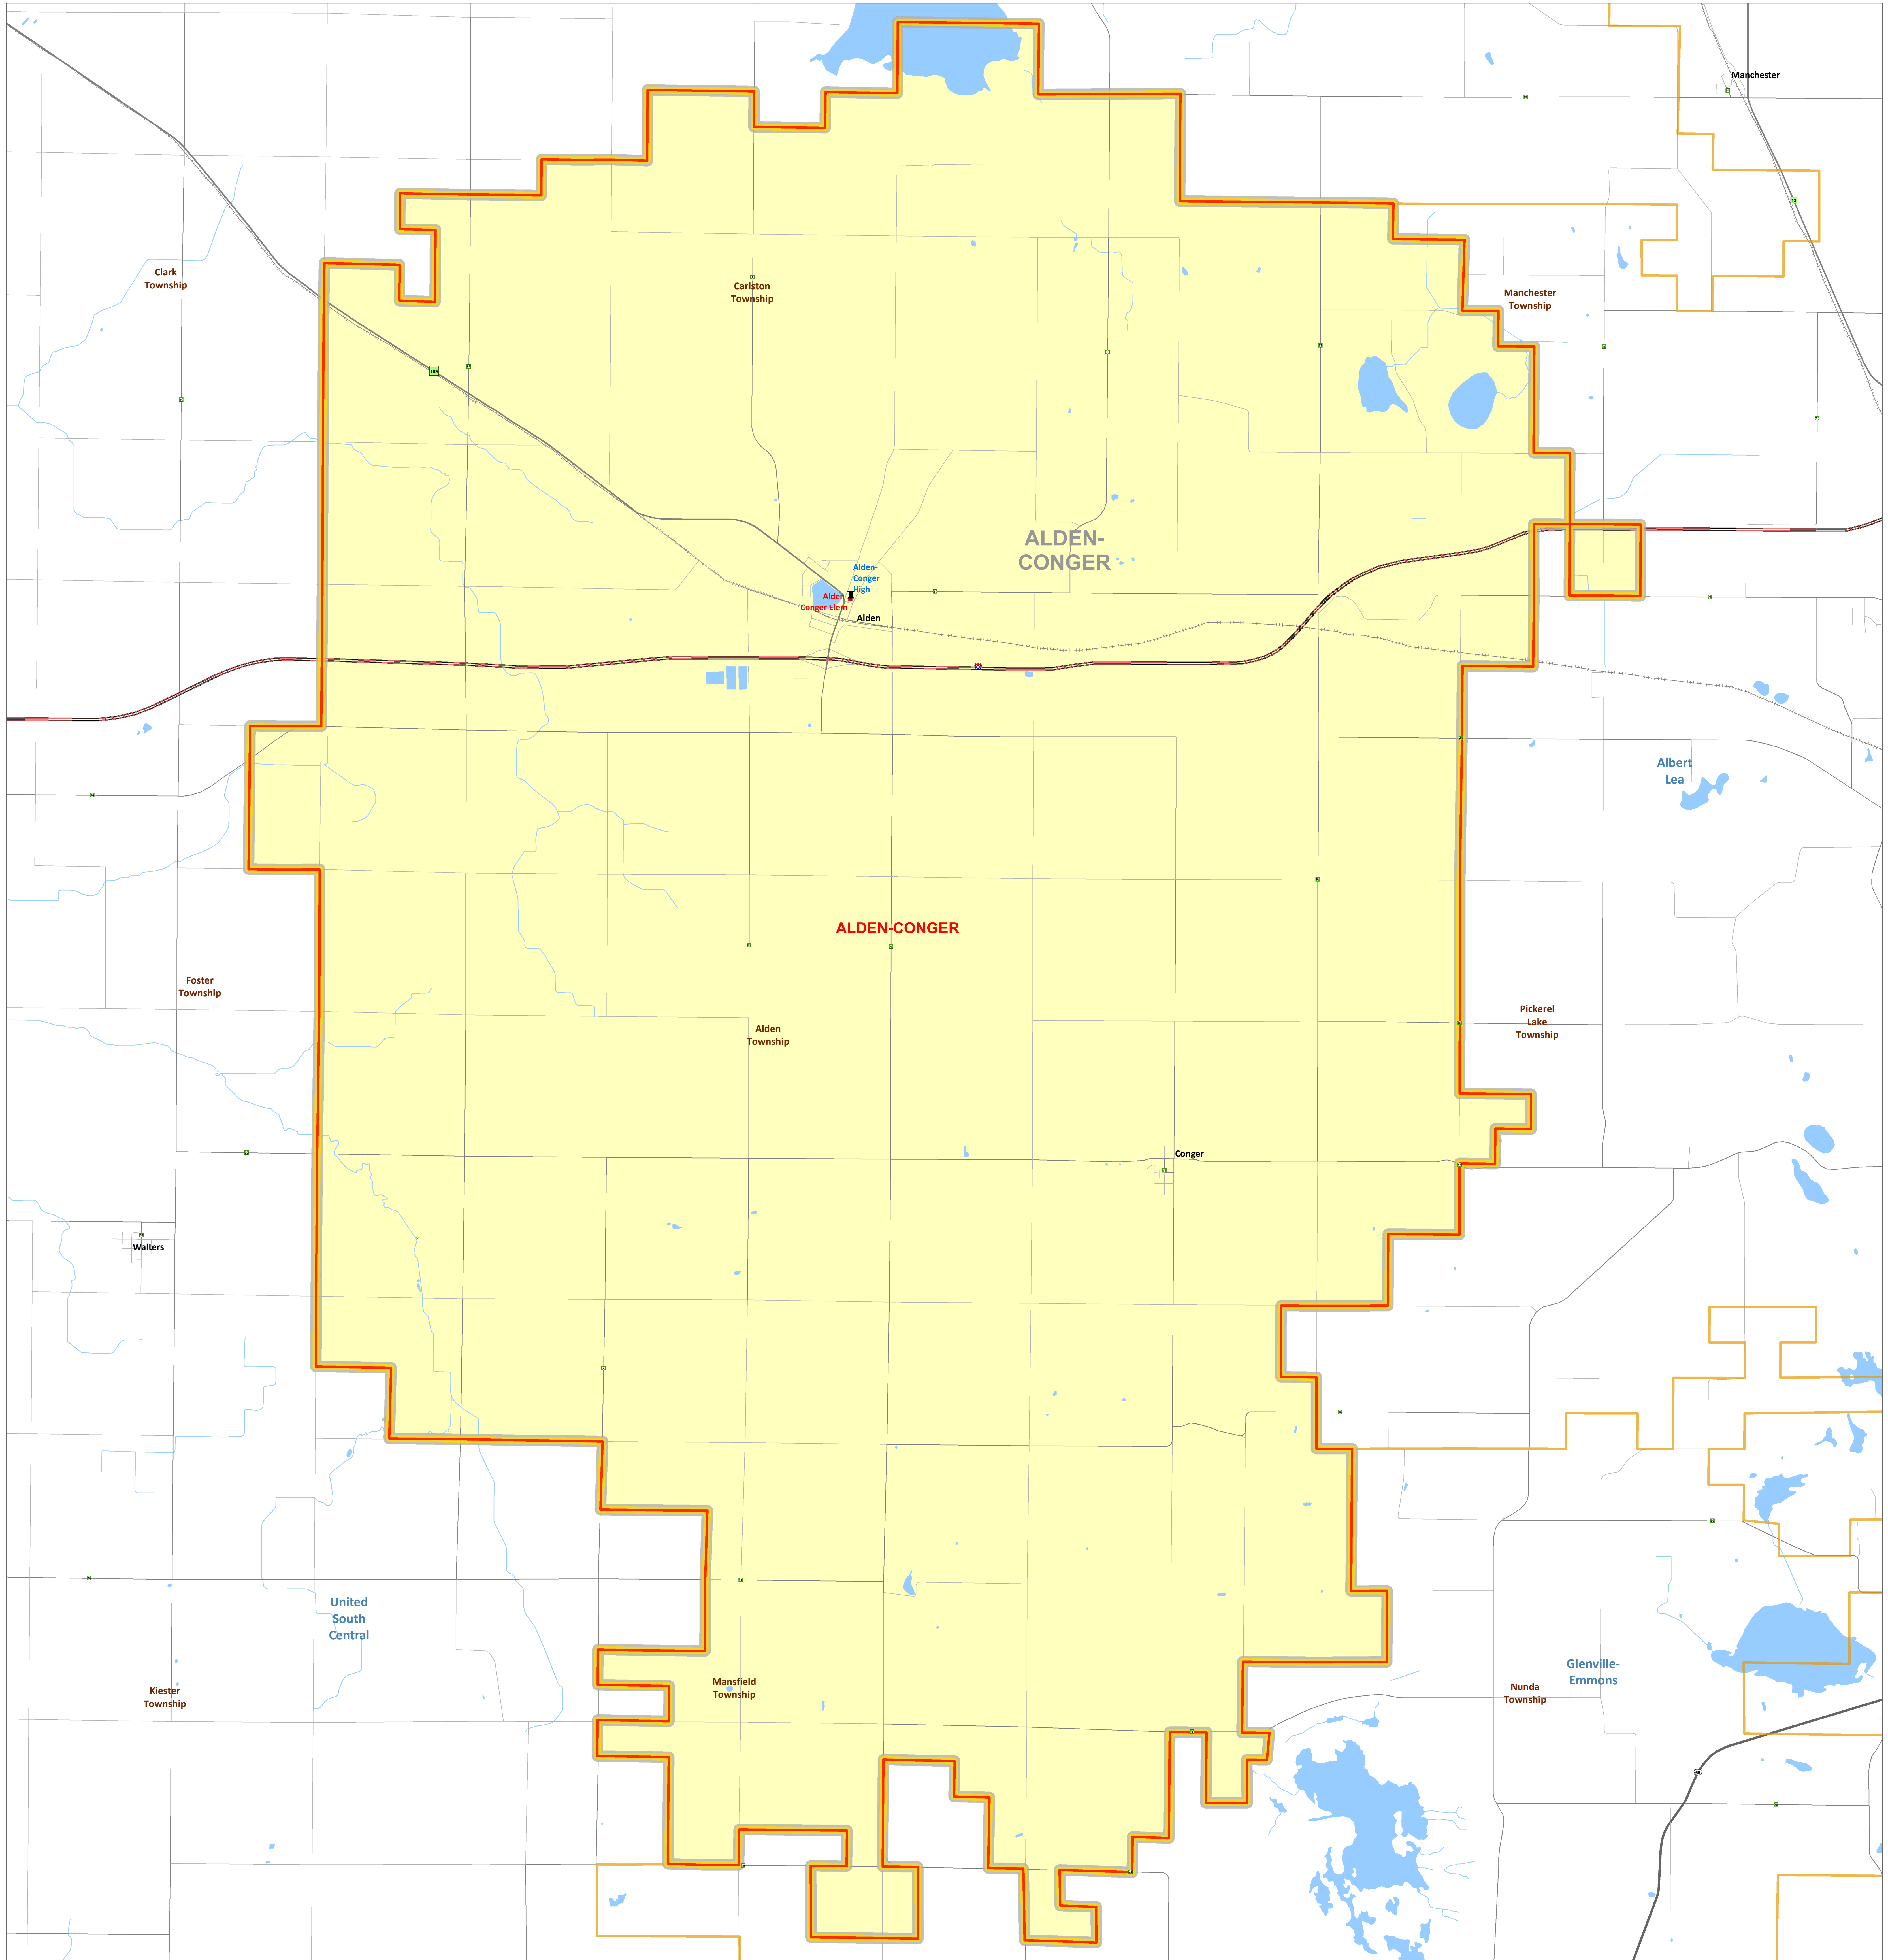 Manchester
13
Clark
Township
Carlston
Township
Manchester
Township
109
ALDEN-
CONGER
Alden-
Conger
High
Alden-
Conger Elem
Alden
Albert
Lea
ALDEN-CONGER
Foster
Township
Alden
Township
Pickerel
Lake
Township
Conger
Walters
United
South
Central
Kiester
Township
Mansfield
Township
Glenville-
Emmons
Nunda
Township